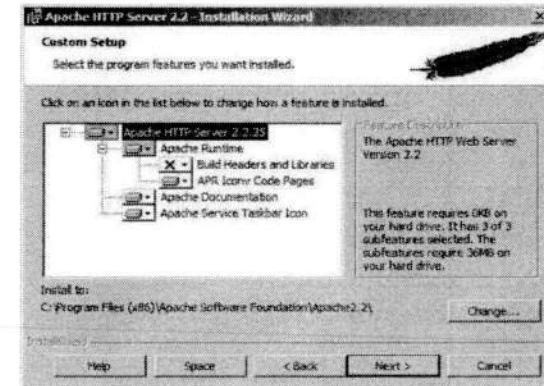 Apache HTTP Server 2.2 - Installation Wizard
Custom Setup
Select the program features you want installed.
Click on an icon in the list below to change how a feature is installed.
Apache HTTP Server 2.2.25
Apache Runtime
Build Headers and Libraries
APR Iconv Code Pages
Apache Documentation
Apache Service Taskbar Icon
Feature Description
The Apache HTTP Web Server
Version 2.2
This feature requires 0KB on
your hard drive. It has 3 of 3
subfeatures selected. The
subfeatures require 36MB on
your hard drive.
Install to:
C:\Program Files (x86)\Apache Software Foundation\Apache2.2\
Change...
InstallShield
Help
Space
< Back
Next >
Cancel